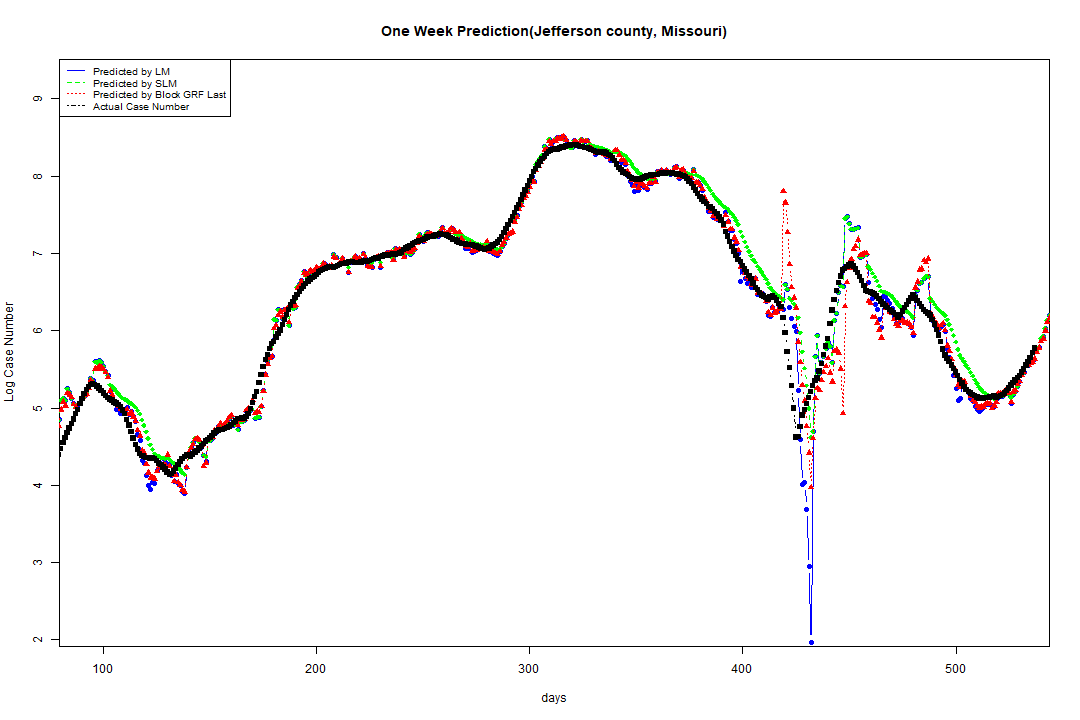 One Week Prediction(Jefferson county, Missouri)
Predicted by LM
Predicted by SLM
Predicted by Block GRF Last
Actual Case Number
Log Case Number
9
8
7
6
5
4
3
2
100 200 300 400 500
days